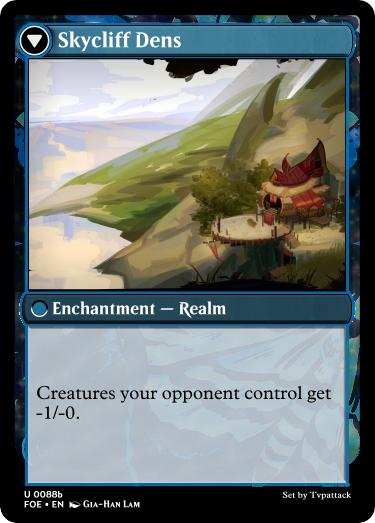 Skycliff Dens
Enchantment — Realm
Creatures your opponent control get
-1/-0.
U 0088b
FOE • EN Gia-Han Lam
Set by Tvpattack